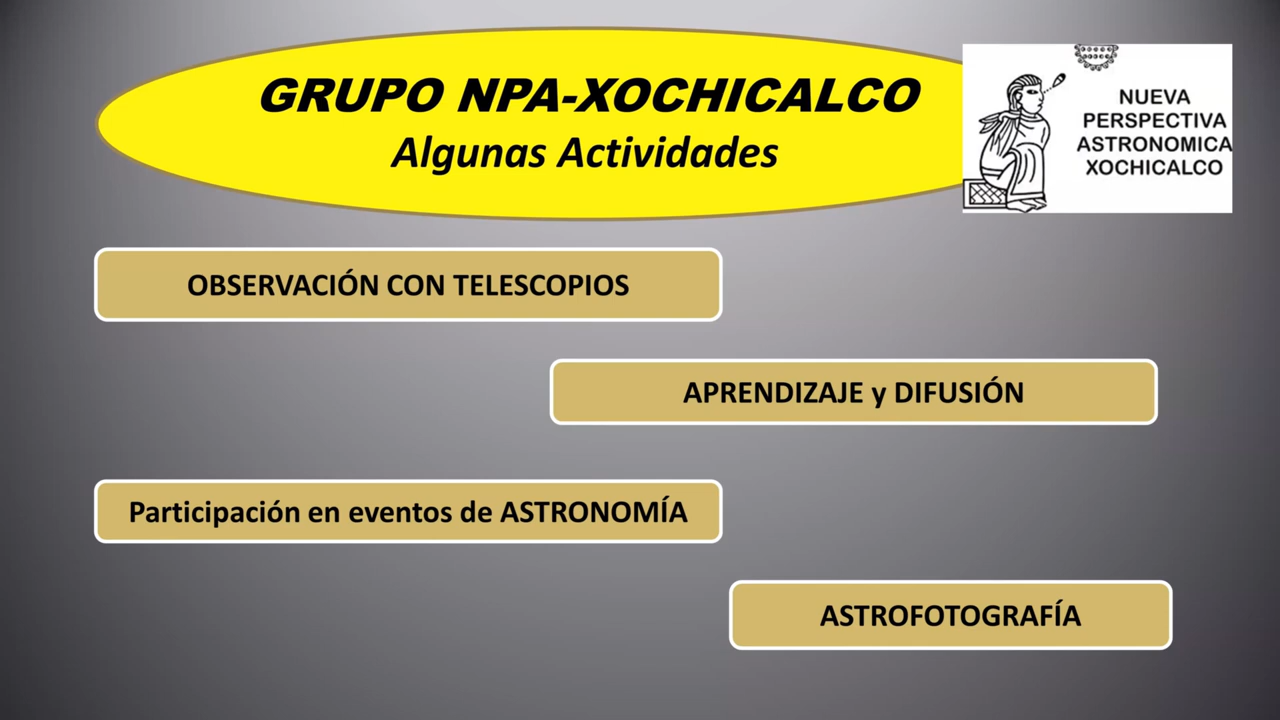 GRUPO NPA-XOCHICALCO
Algunas Actividades
NUEVA
PERSPECTIVA
ASTRONOMICA
XOCHICALCO
OBSERVACIÓN CON TELESCOPIOS
APRENDIZAJE y DIFUSIÓN
Participación en eventos de ASTRONOMÍA
ASTROFOTOGRAFÍA